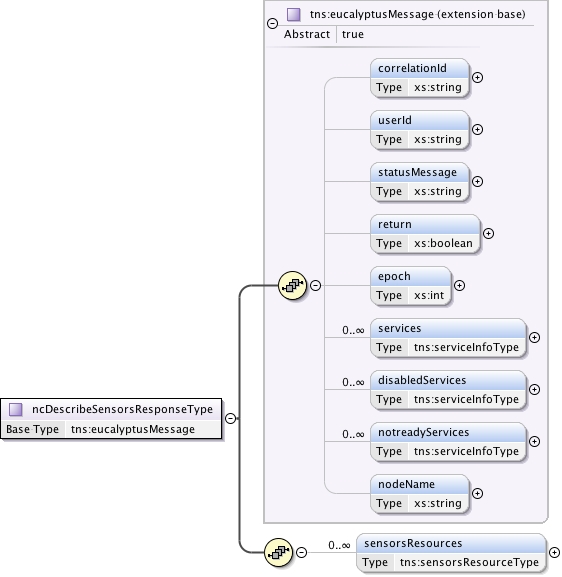 tns:eucalyptusMessage (extension base)
Abstract true
correlationId
Type xs:string
userId
Type xs:string
statusMessage
Type xs:string
return
Type xs:boolean
epoch
Type xs:int
0..∞ services
Type tns:serviceInfoType
0..∞ disabledServices
Type tns:serviceInfoType
0..∞ notreadyServices
Type tns:serviceInfoType
nodeName
Type xs:string
ncDescribeSensorsResponseType
Base Type tns:eucalyptusMessage
0..∞ sensorsResources
Type tns:sensorsResourceType